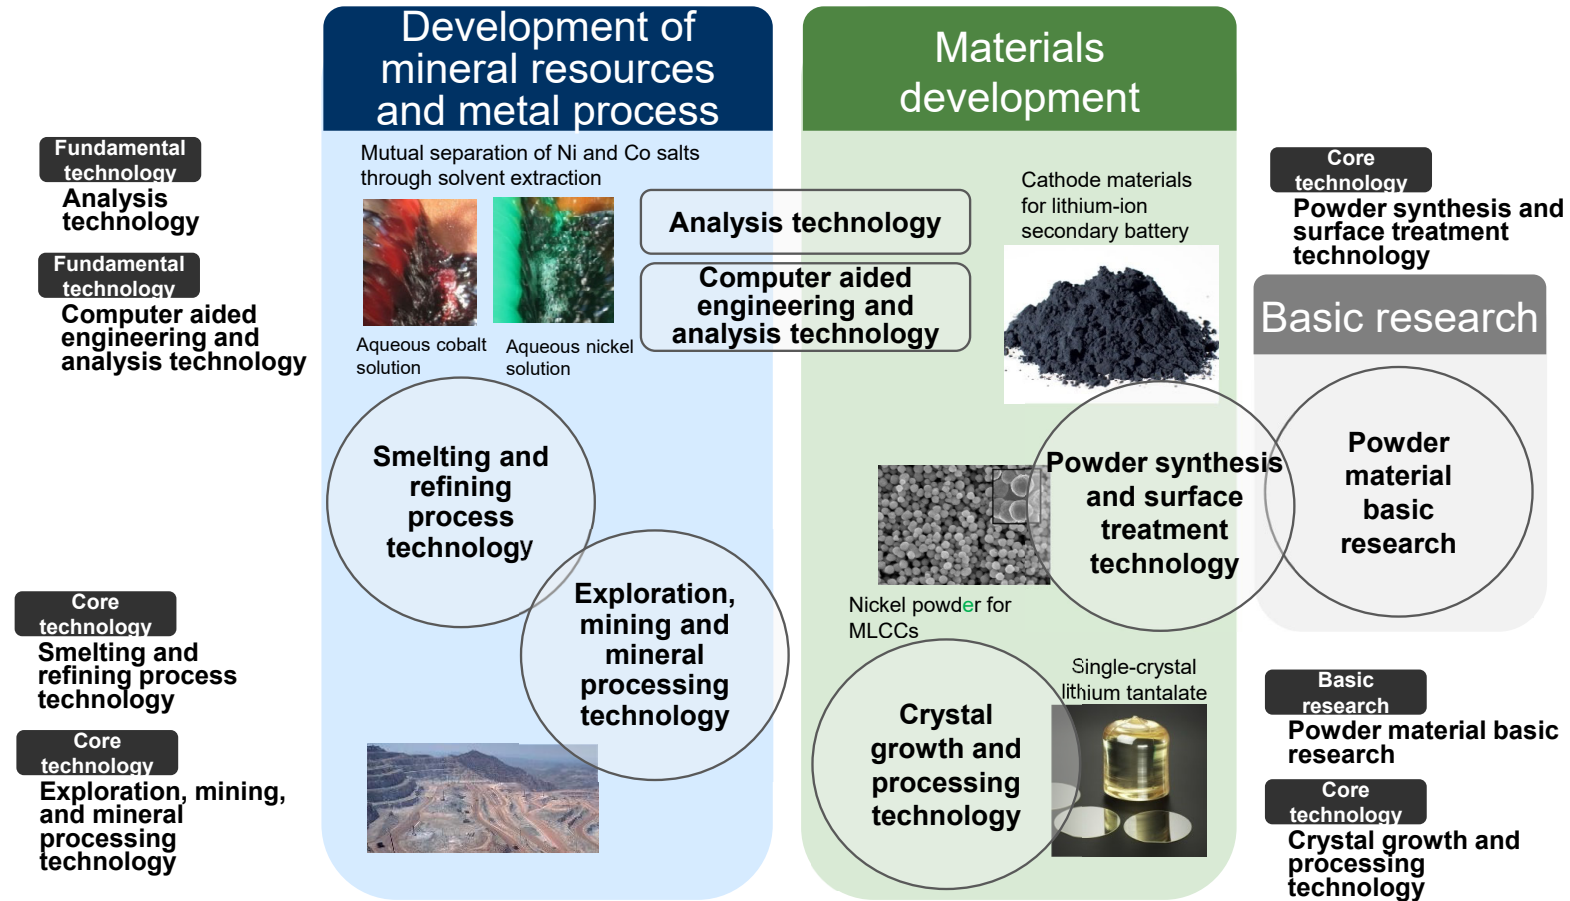 Development of
mineral resources
and metal process
Materials
development
Fundamental
technology
Analysis
technology
Fundamental
technology
Computer aided
engineering and
analysis technology
Core
technology
Smelting and
refining process
technology
Core
technology
Exploration, mining,
and mineral
processing
technology
Mutual separation of Ni and Co salts
through solvent extraction
Aqueous cobalt
solution
Aqueous nickel
solution
Analysis technology
Computer aided
engineering and
analysis technology
Smelting and
refining
process
technology
Exploration,
mining and
mineral
processing
technology
Cathode materials
for lithium-ion
secondary battery
Powder synthesis
and surface
treatment
technology
Nickel powder for
MLCCs
Single-crystal
lithium tantalate
Crystal
growth and
processing
technology
Core
technology
Powder synthesis and
surface treatment
technology
Basic research
Powder
material
basic
research
Basic
research
Powder material basic
research
Core
technology
Crystal growth and
processing
technology